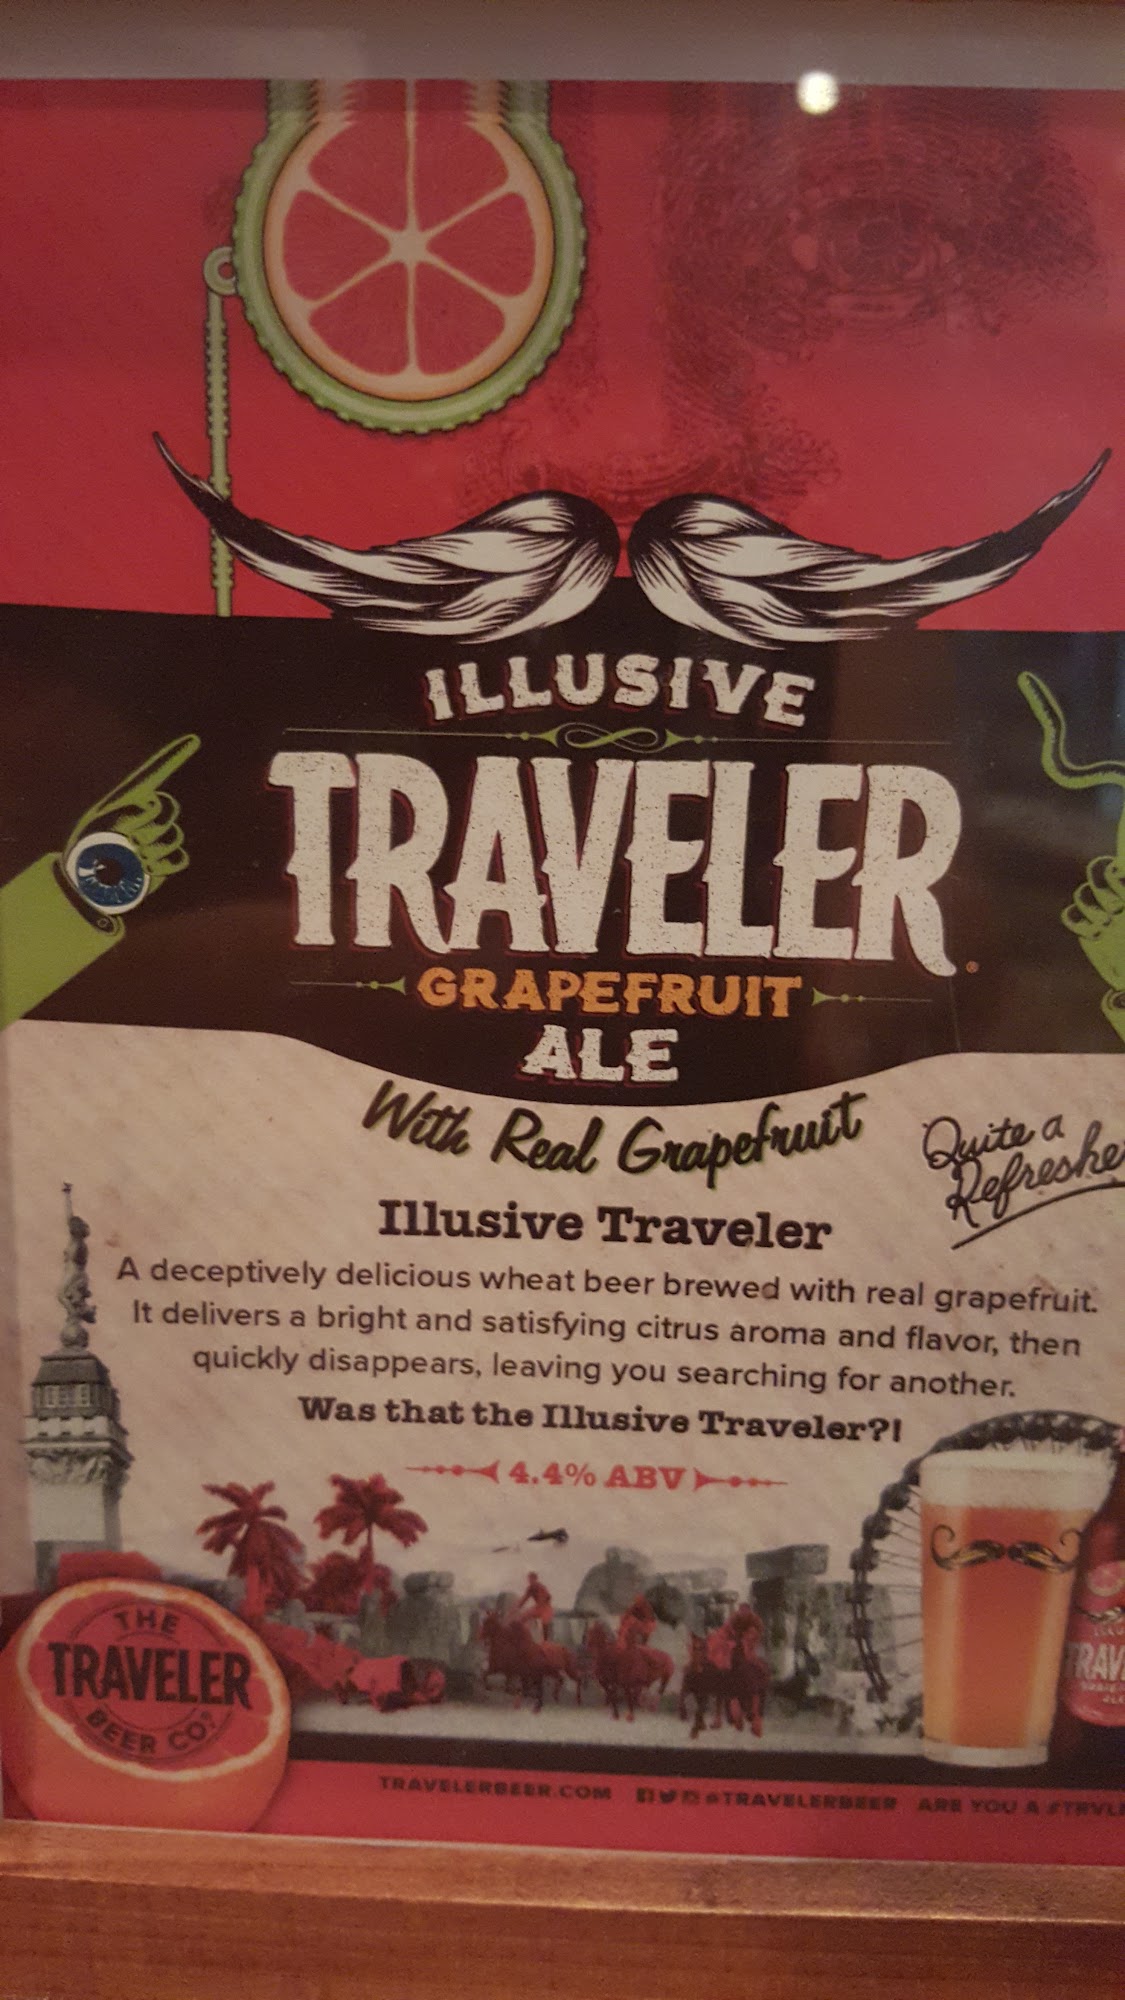 ILLUSIVE
TRAVELER
GRAPEFRUIT
ALE
With Real Grapefruit
Quite a
Illusive Traveler
A deceptively delicious wheat beer brewed with real grapefruit.
It delivers a bright and satisfying citrus aroma and flavor, then
quickly disappears, leaving you searching for another.
Was that the Illusive Traveler?!
4.4% ABV
THE
TRAVELER
BEER CO.
TRAVELERBEER.COM @TRAVELERBEER ARE YOU A